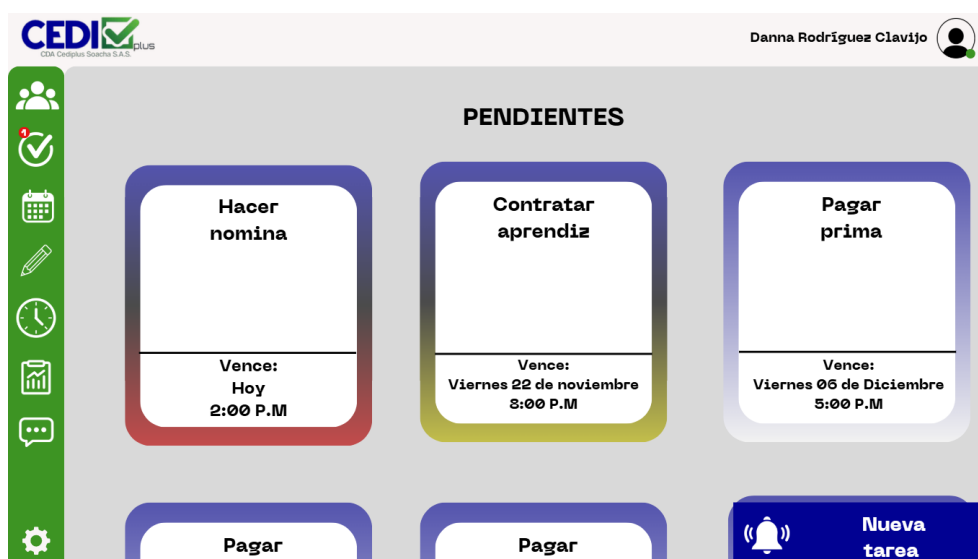 CEDI
plus
CDA Cediplus Soacha S.A.S.
Danna Rodríguez Clavijo
1
PENDIENTES
Hacer
nomina
Vence:
Hoy
2:00 P.M
Contratar
aprendiz
Vence:
Viernes 22 de noviembre
8:00 P.M
Pagar
prima
Vence:
Viernes 06 de Diciembre
5:00 P.M
Pagar
Pagar
Nueva
tarea